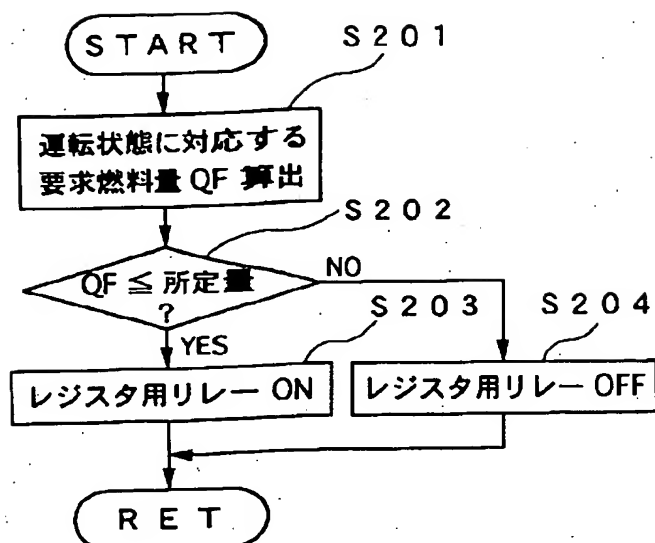 START
S201
運転状態に対応する
要求燃料量 QF 算出
S202
QF ≦ 所定量
?
NO
YES
S203
S204
レジスタ用リレー ON
レジスタ用リレー OFF
RET